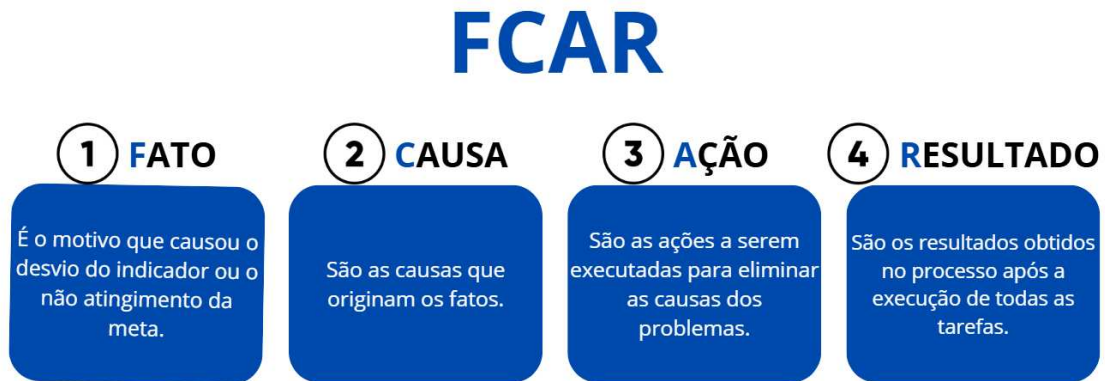 FCAR
1 FATO
É o motivo que causou o
desvio do indicador ou o
não atingimento da
meta.
2 CAUSA
São as causas que
originam os fatos.
3 AÇÃO
São as ações a serem
executadas para eliminar
as causas dos
problemas.
4 RESULTADO
São os resultados obtidos
no processo após a
execução de todas as
tarefas.